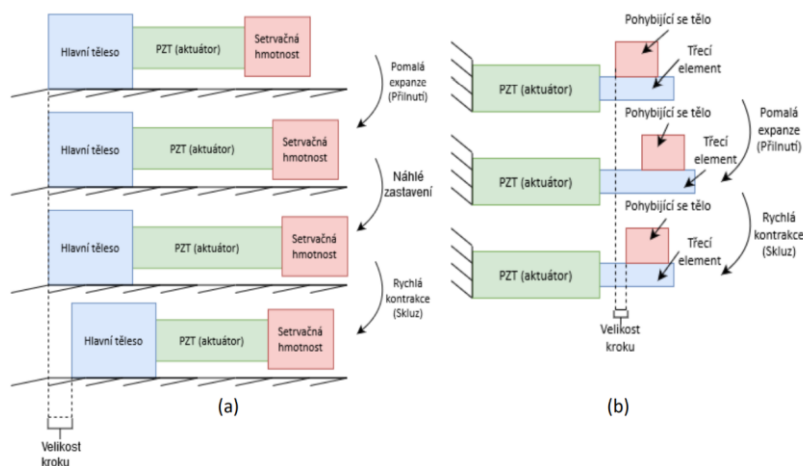 Hlavní těleso
PZT (aktuátor)
Setrvačná
hmotnost
Pomalá
expanze
(Přilnutí)
Hlavní těleso
PZT (aktuátor)
Setrvačná
hmotnost
Náhlé
zastavení
Hlavní těleso
PZT (aktuátor)
Setrvačná
hmotnost
Rychlá
kontrakce
(Skluz)
Hlavní těleso
PZT (aktuátor)
Setrvačná
hmotnost
Velikost
kroku
(a)
Pohybijící se tělo
Třecí
element
PZT (aktuátor)
Pomalá
expanze
(Přilnutí)
Pohybijící se tělo
Třecí
element
PZT (aktuátor)
Rychlá
kontrakce
(Skluz)
Pohybijící se tělo
Třecí
element
PZT (aktuátor)
Velikost
kroku
(b)